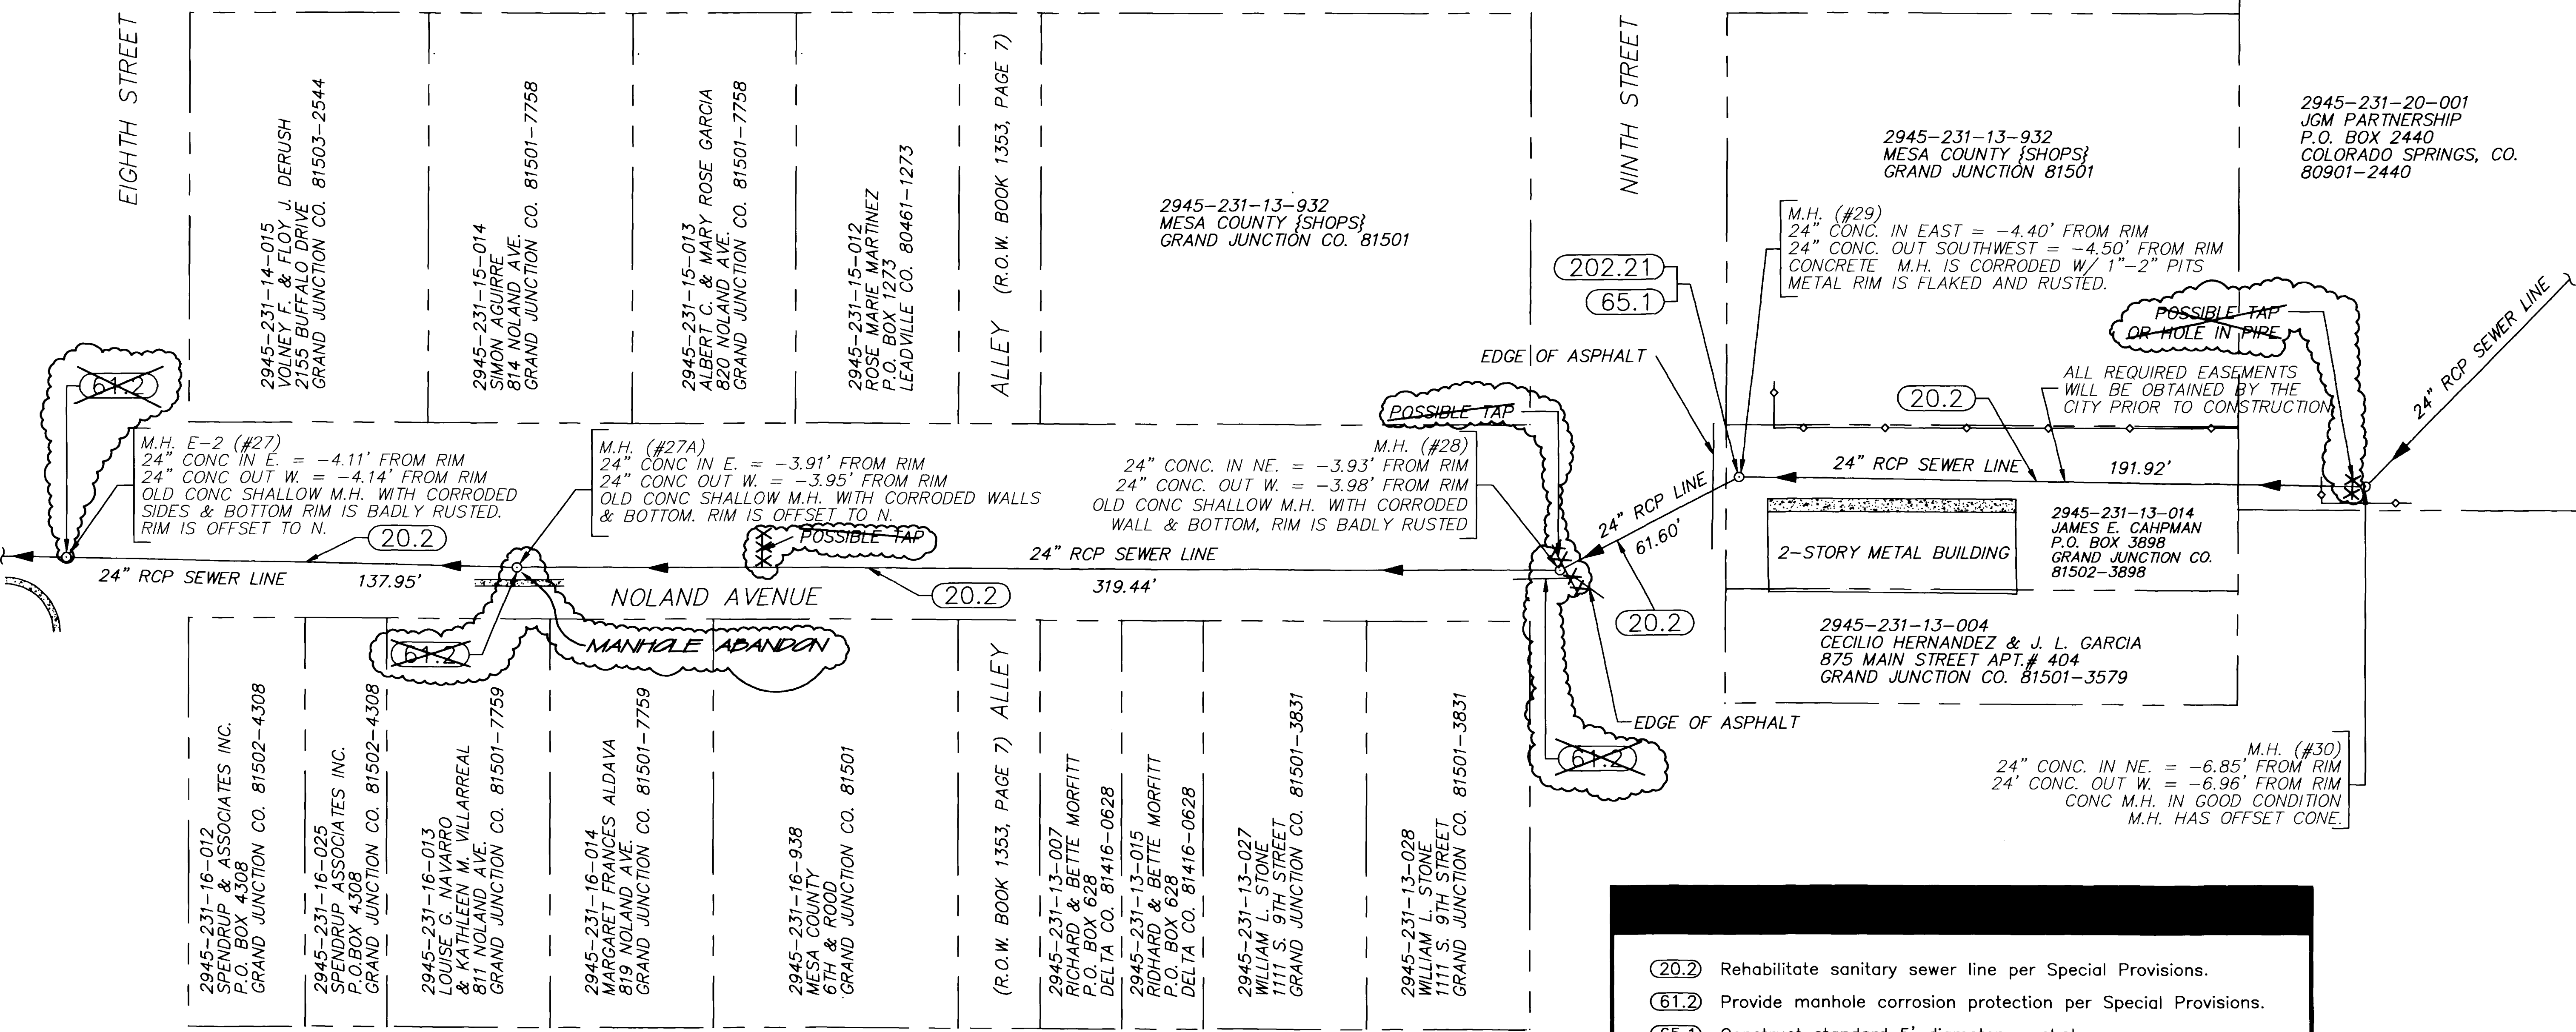 EIGHTH STREET
2945-231-14-015
VOLNEY F. & FLOY J. DERUSH
2155 BUFFALO DRIVE
GRAND JUNCTION CO. 81503-2544
2945-231-15-014
SIMON AGUIRRE
814 NOLAND AVE.
GRAND JUNCTION CO. 81501-7758
2945-231-15-013
ALBERT C. & MARY ROSE GARCIA
820 NOLAND AVE.
GRAND JUNCTION CO. 81501-7758
2945-231-15-012
ROSE MARIE MARTINEZ
P.O. BOX 1273
LEADVILLE CO. 80461-1273
ALLEY (R.O.W. BOOK 1353, PAGE 7)
2945-231-13-932
MESA COUNTY {SHOPS}
GRAND JUNCTION CO. 81501
NINTH STREET
2945-231-13-932
MESA COUNTY {SHOPS}
GRAND JUNCTION 81501
2945-231-20-001
JGM PARTNERSHIP
P.O. BOX 2440
COLORADO SPRINGS, CO.
80901-2440
M.H. (#29)
24" CONC. IN EAST = -4.40' FROM RIM
24" CONC. OUT SOUTHWEST = -4.50' FROM RIM
CONCRETE M.H. IS CORRODED W/ 1"-2" PITS
METAL RIM IS FLAKED AND RUSTED.
202.21
65.1
EDGE OF ASPHALT
POSSIBLE TAP
OR HOLE IN PIPE
24" RCP SEWER LINE
ALL REQUIRED EASEMENTS
WILL BE OBTAINED BY THE
CITY PRIOR TO CONSTRUCTION
20.2
61.2
POSSIBLE TAP
M.H. E-2 (#27)
24" CONC IN E. = -4.11' FROM RIM
24" CONC OUT W. = -4.14' FROM RIM
OLD CONC SHALLOW M.H. WITH CORRODED
SIDES & BOTTOM RIM IS BADLY RUSTED.
RIM IS OFFSET TO N.
M.H. (#27A)
24" CONC IN E. = -3.91' FROM RIM
24" CONC OUT W. = -3.95' FROM RIM
OLD CONC SHALLOW M.H. WITH CORRODED WALLS
& BOTTOM. RIM IS OFFSET TO N.
M.H. (#28)
24" CONC. IN NE. = -3.93' FROM RIM
24" CONC. OUT W. = -3.98' FROM RIM
OLD CONC SHALLOW M.H. WITH CORRODED
WALL & BOTTOM, RIM IS BADLY RUSTED
24" RCP SEWER LINE 191.92'
24" RCP LINE
61.60'
20.2
POSSIBLE TAP
24" RCP SEWER LINE
2-STORY METAL BUILDING
2945-231-13-014
JAMES E. CAHPMAN
P.O. BOX 3898
GRAND JUNCTION CO.
81502-3898
24" RCP SEWER LINE 137.95'
NOLAND AVENUE
20.2
319.44'
20.2
61.2
MANHOLE ABANDON
2945-231-13-004
CECILIO HERNANDEZ & J. L. GARCIA
875 MAIN STREET APT.# 404
GRAND JUNCTION CO. 81501-3579
EDGE OF ASPHALT
61.2
M.H. (#30)
24" CONC. IN NE. = -6.85' FROM RIM
24' CONC. OUT W. = -6.96' FROM RIM
CONC M.H. IN GOOD CONDITION
M.H. HAS OFFSET CONE.
2945-231-16-012
SPENDRUP & ASSOCIATES INC.
P.O. BOX 4308
GRAND JUNCTION CO. 81502-4308
2945-231-16-025
SPENDRUP ASSOCIATES INC.
P.O.BOX 4308
GRAND JUNCTION CO. 81502-4308
2945-231-16-013
LOUISE G. NAVARRO
& KATHLEEN M. VILLARREAL
811 NOLAND AVE.
GRAND JUNCTION CO. 81501-7759
2945-231-16-014
MARGARET FRANCES ALDAVA
819 NOLAND AVE.
GRAND JUNCTION CO. 81501-7759
2945-231-16-938
MESA COUNTY
6TH & ROOD
GRAND JUNCTION CO. 81501
(R.O.W. BOOK 1353, PAGE 7) ALLEY
2945-231-13-007
RICHARD & BETTE MORFITT
P.O. BOX 628
DELTA CO. 81416-0628
2945-231-13-015
RIDHARD & BETTE MORFITT
P.O. BOX 628
DELTA CO. 81416-0628
2945-231-13-027
WILLIAM L. STONE
1111 S. 9TH STREET
GRAND JUNCTION CO. 81501-3831
2945-231-13-028
WILLIAM L. STONE
1111 S. 9TH STREET
GRAND JUNCTION CO. 81501-3831
20.2 Rehabilitate sanitary sewer line per Special Provisions.
61.2 Provide manhole corrosion protection per Special Provisions.